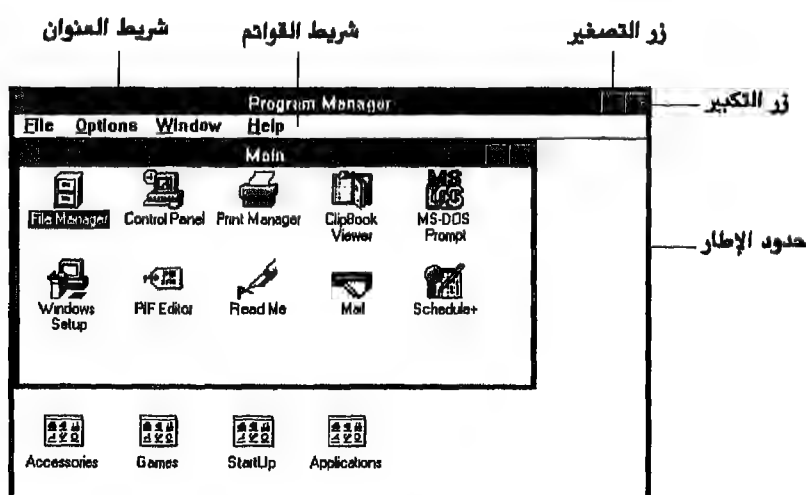 زر التصغير شريط القوائم شريط العنوان
Program Manager
زر التكبير
File Options Window Help
Main
File Manager Control Panel Print Manager ClipBook Viewer MS-DOS Prompt
حدود الإطار
Windows Setup PIF Editor Read Me Mail Schedule+
Accessories Games StartUp Applications